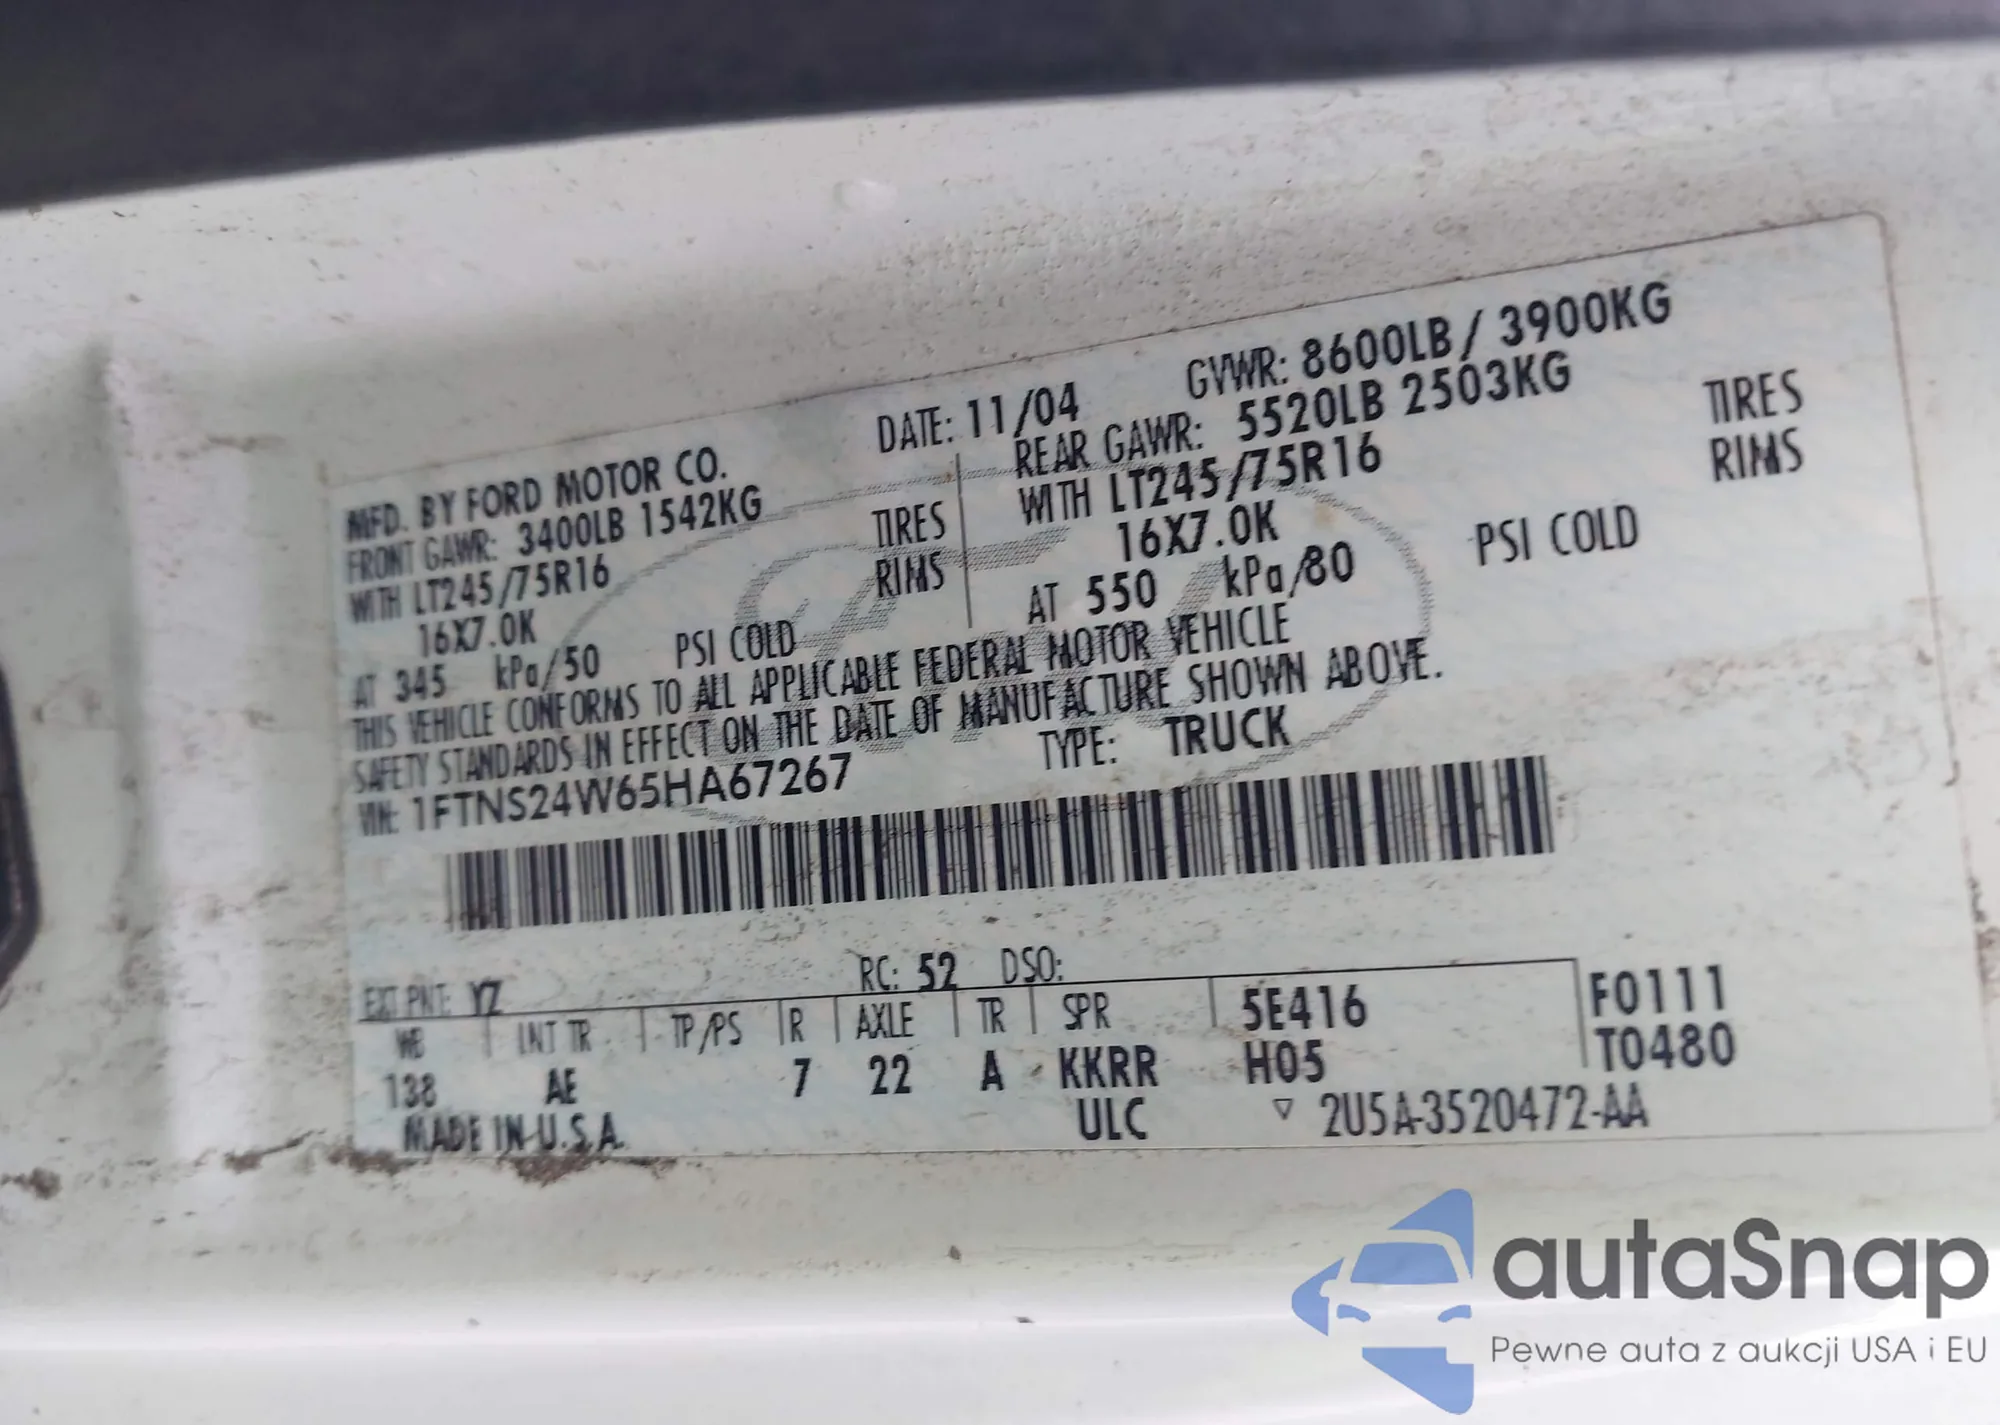 MFD. BY FORD MOTOR CO.
DATE: 11/04
GVWR: 8600LB / 3900KG
FRONT GAWR: 3400LB 1542KG
REAR GAWR: 5520LB 2503KG
WITH LT245/75R16 TIRES
WITH LT245/75R16 TIRES
16X7.0K RIMS
16X7.0K RIMS
AT 345 kPa/50 PSI COLD
AT 550 kPa/80 PSI COLD
THIS VEHICLE CONFORMS TO ALL APPLICABLE FEDERAL MOTOR VEHICLE
SAFETY STANDARDS IN EFFECT ON THE DATE OF MANUFACTURE SHOWN ABOVE.
VIN: 1FTNS24W65HA67267
TYPE: TRUCK
EXT PNT: YZ RC: 52 DSO:
WB INT TR TP/PS R AXLE TR SPR 5E416 F0111
138 AE 7 22 A KKRR H05 T0480
MADE IN U.S.A. ULC ▽ 2U5A-3520472-AA
autaSnap
Pewne auta z aukcji USA i EU